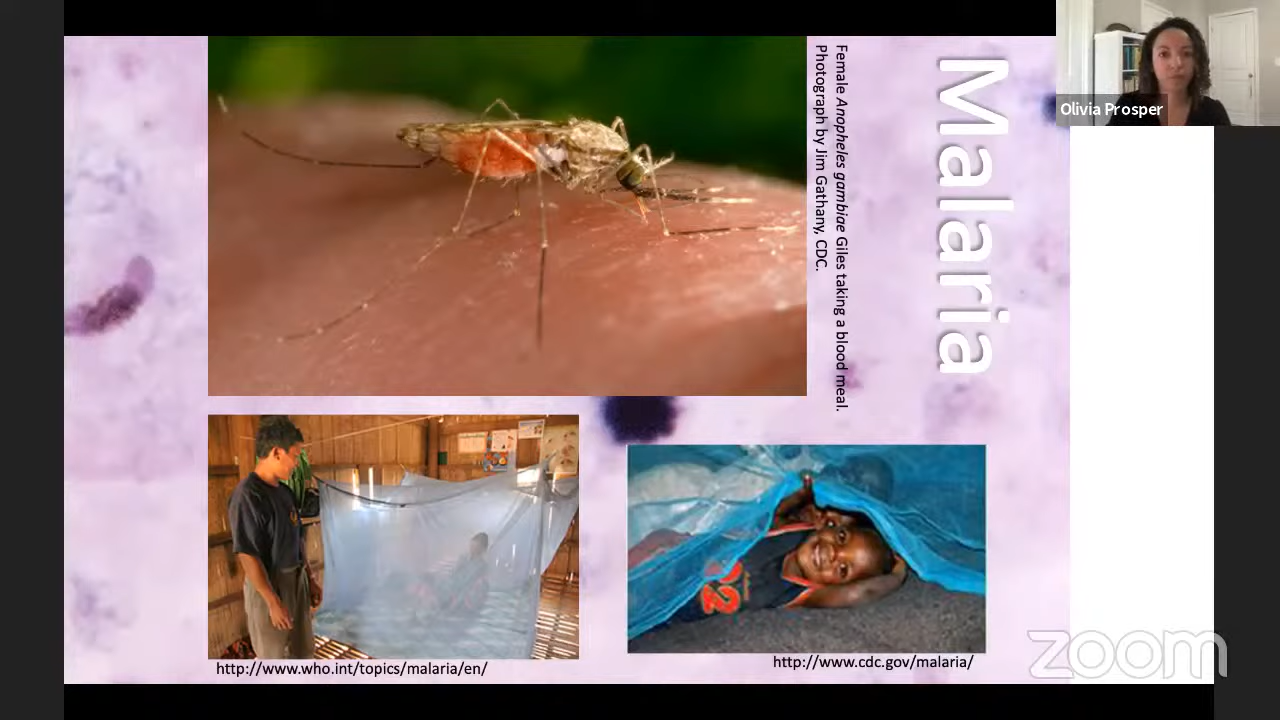 Malaria
Female Anopheles gambiae Giles taking a blood meal.
Photograph by Jim Gathany, CDC.
Olivia Prosper
http://www.who.int/topics/malaria/en/
http://www.cdc.gov/malaria/
22
zoom